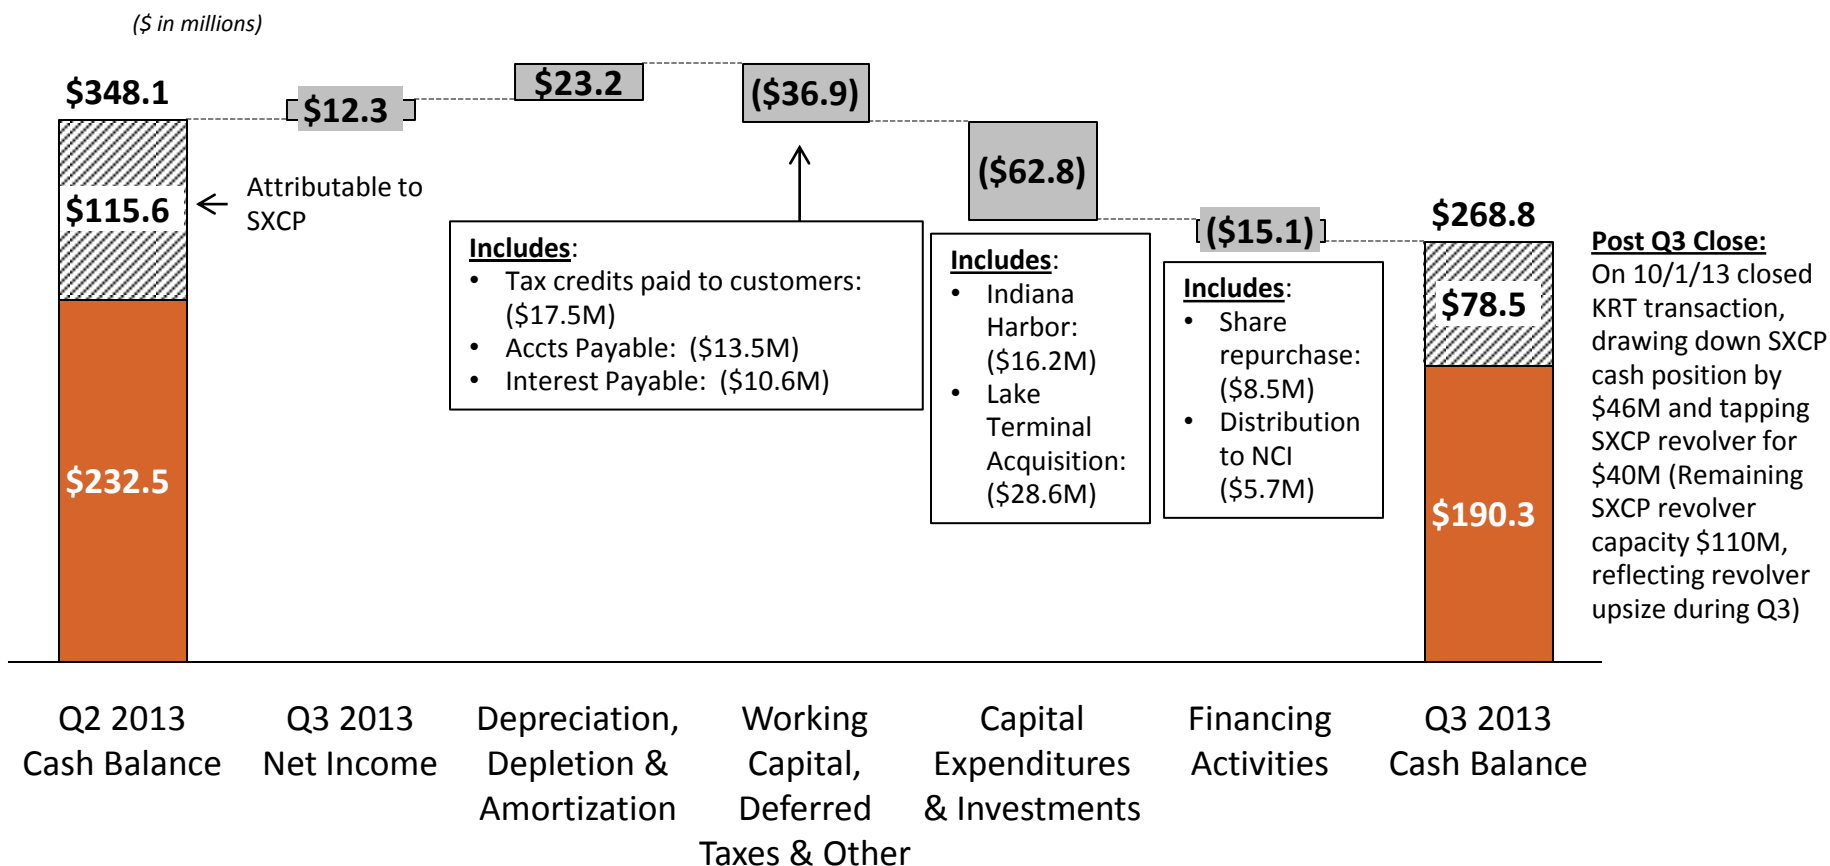 ($ in millions)
$348.1
$115.6
$232.5
Attributable to
SXCP
$12.3
$23.2
($36.9)
Includes:
• Tax credits paid to customers:
($17.5M)
• Accts Payable: ($13.5M)
• Interest Payable: ($10.6M)
($62.8)
Includes:
• Indiana
Harbor:
($16.2M)
• Lake
Terminal
Acquisition:
($28.6M)
($15.1)
Includes:
• Share
repurchase:
($8.5M)
• Distribution
to NCI
($5.7M)
$268.8
$78.5
$190.3
Post Q3 Close:
On 10/1/13 closed
KRT transaction,
drawing down SXCP
cash position by
$46M and tapping
SXCP revolver for
$40M (Remaining
SXCP revolver
capacity $110M,
reflecting revolver
upsize during Q3)
Q2 2013
Cash Balance
Q3 2013
Net Income
Depreciation,
Depletion &
Amortization
Working
Capital,
Deferred
Taxes & Other
Capital
Expenditures
& Investments
Financing
Activities
Q3 2013
Cash Balance